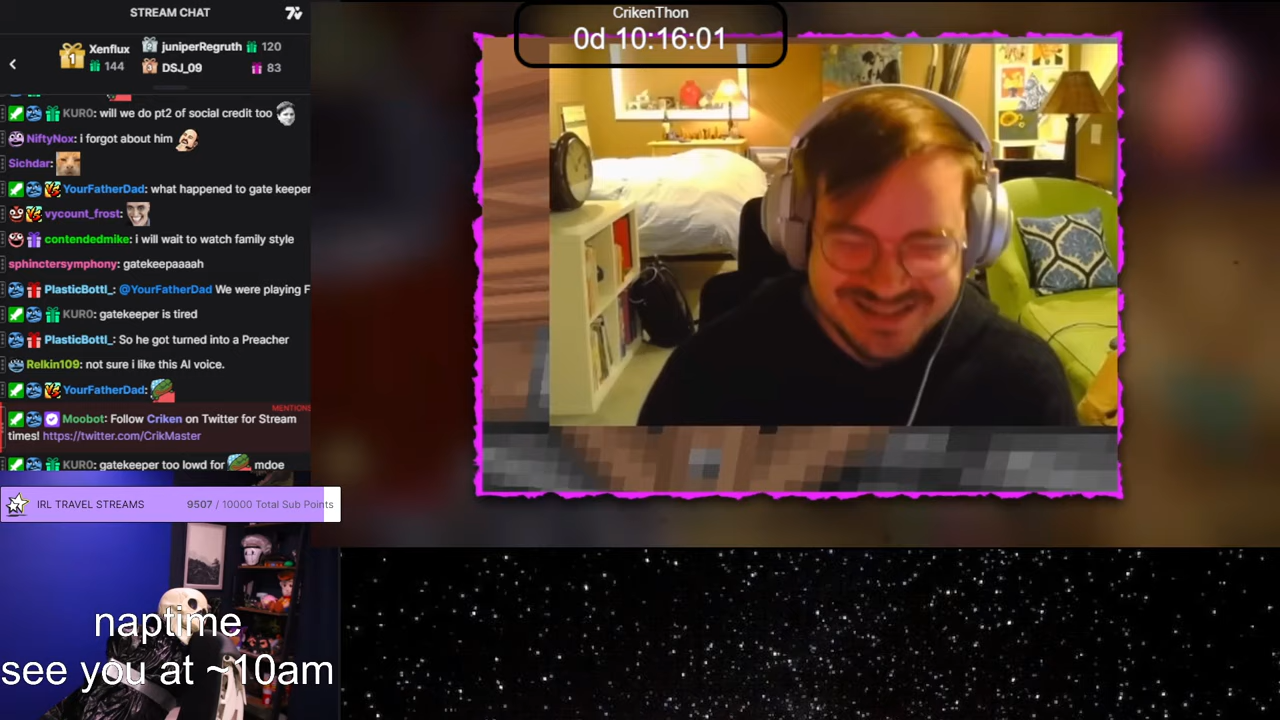 STREAM CHAT
Xenflux
144
juniperRegruth 120
DSJ_09 83
KUR0: will we do pt2 of social credit too
NiftyNox: i forgot about him
Sichdar:
YourFatherDad: what happened to gate keeper
vycount_frost:
contendedmike: i will wait to watch family style
sphinctersymphony: gatekeepaaaah
PlasticBottl_: @YourFatherDad We were playing F
KUR0: gatekeeper is tired
PlasticBottl_: So he got turned into a Preacher
Relkin109: not sure i like this AI voice.
YourFatherDad:
MENTIONS
Moobot: Follow Criken on Twitter for Stream
times! https://twitter.com/CrikMaster
KUR0: gatekeeper too lowd for mdoe
IRL TRAVEL STREAMS 9507 / 10000 Total Sub Points
naptime
see you at ~10am
CrikenThon
0d 10:16:01